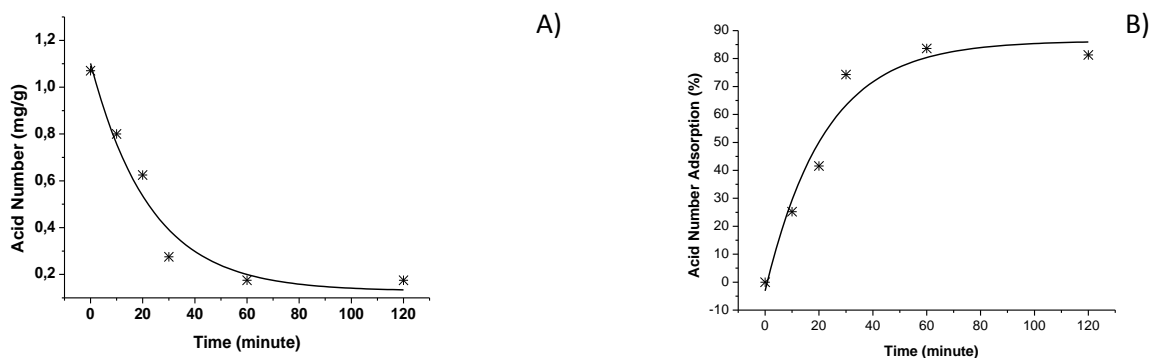 A)
1,2
1,0
0,8
0,6
0,4
0,2
Acid Number (mg/g)
0 20 40 60 80 100 120
Time (minute)
B)
90
80
70
60
50
40
30
20
10
0
-10
Acid Number Adsorption (%)
0 20 40 60 80 100 120
Time (minute)